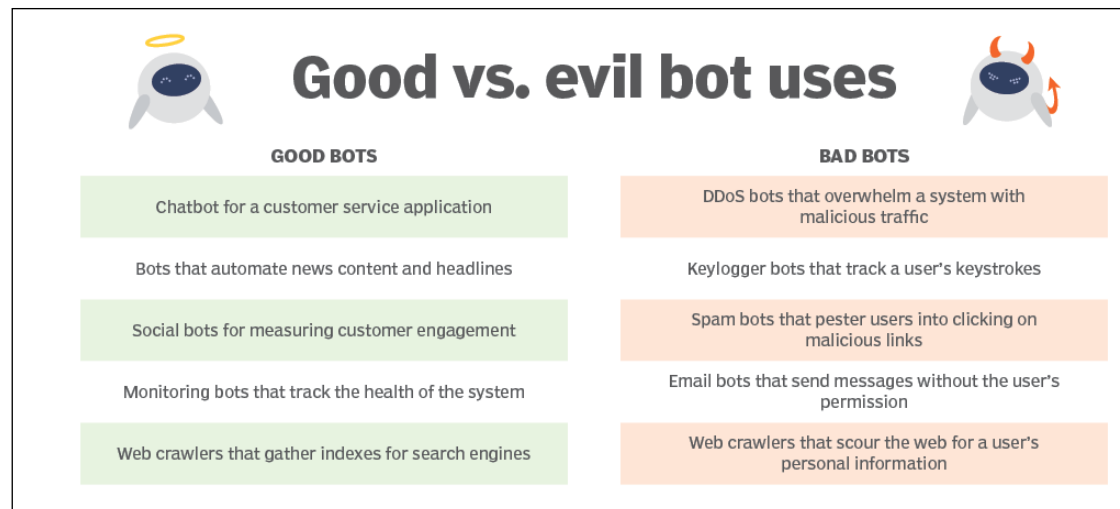 Good vs. evil bot uses
GOOD BOTS
Chatbot for a customer service application
Bots that automate news content and headlines
Social bots for measuring customer engagement
Monitoring bots that track the health of the system
Web crawlers that gather indexes for search engines
BAD BOTS
DDoS bots that overwhelm a system with
malicious traffic
Keylogger bots that track a user’s keystrokes
Spam bots that pester users into clicking on
malicious links
Email bots that send messages without the user’s
permission
Web crawlers that scour the web for a user’s
personal information